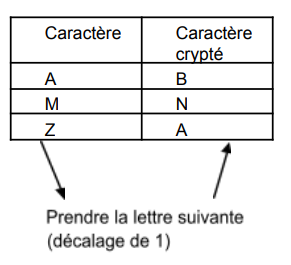 Caractère Caractère
crypté
A B
M N
Z A
Prendre la lettre suivante
(décalage de 1)